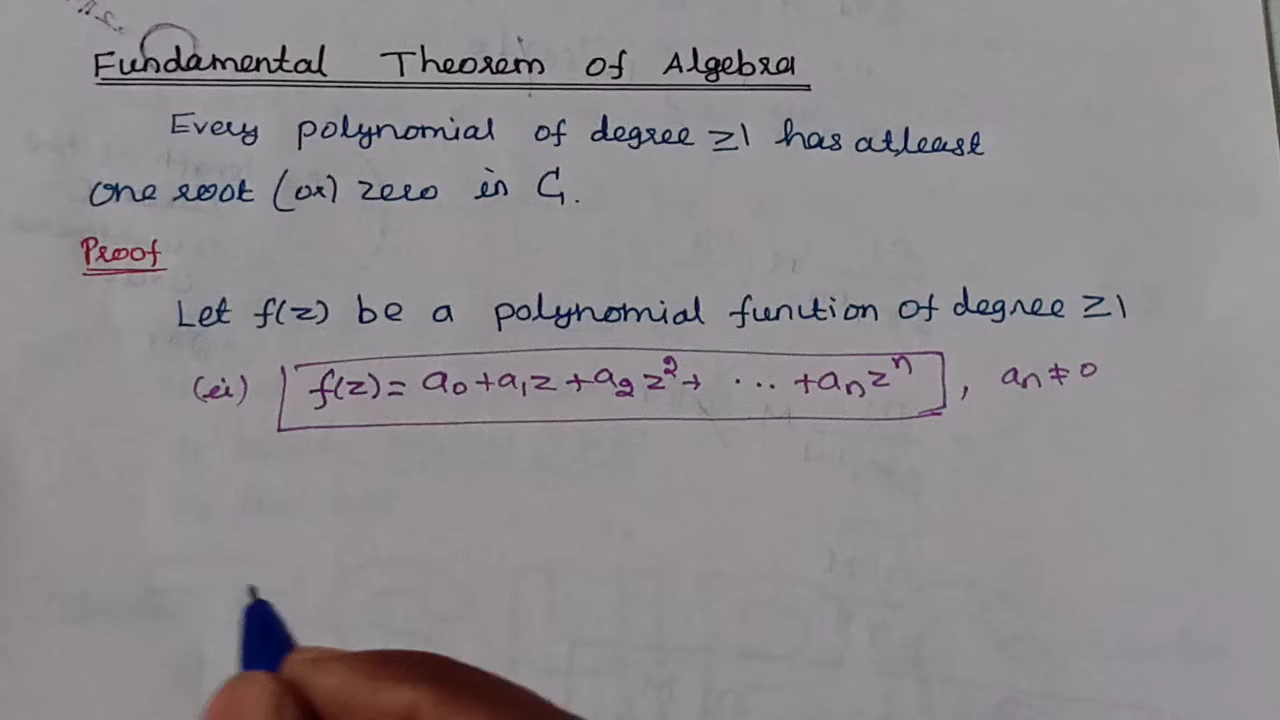 Fundamental Theorem of Algebra
Every polynomial of degree ≥1 has atleast
one root (or) zero in ₵.
Proof
Let f(z) be a polynomial function of degree ≥1
(ie) f(z) = a₀+a₁z+a₂z²+ ... +aₙzⁿ, aₙ≠0